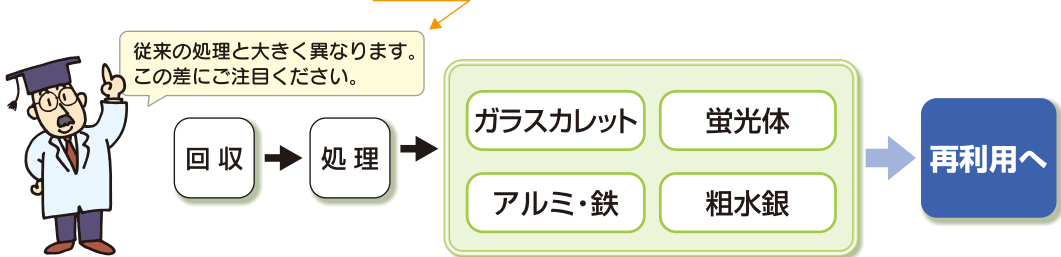 従来の処理と大きく異なります。
この差にご注目ください。
回収
処理
ガラスカレット
蛍光体
アルミ・鉄
粗水銀
再利用へ